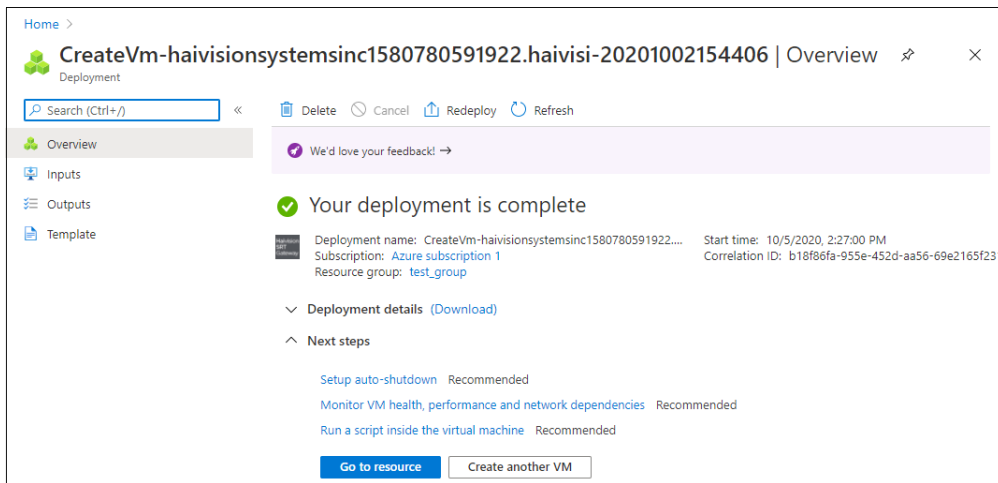 Home >
CreateVm-haivisionsystemsinc1580780591922.haivisi-20201002154406 | Overview
Deployment
Search (Ctrl+/)
«
Delete Cancel Redeploy Refresh
Overview
Inputs
Outputs
Template
We'd love your feedback! →
Your deployment is complete
Haivision SRT Gateway
Deployment name: CreateVm-haivisionsystemsinc1580780591922.... Start time: 10/5/2020, 2:27:00 PM
Subscription: Azure subscription 1 Correlation ID: b18f86fa-955e-452d-aa56-69e2165f231
Resource group: test_group
Deployment details (Download)
Next steps
Setup auto-shutdown Recommended
Monitor VM health, performance and network dependencies Recommended
Run a script inside the virtual machine Recommended
Go to resource Create another VM